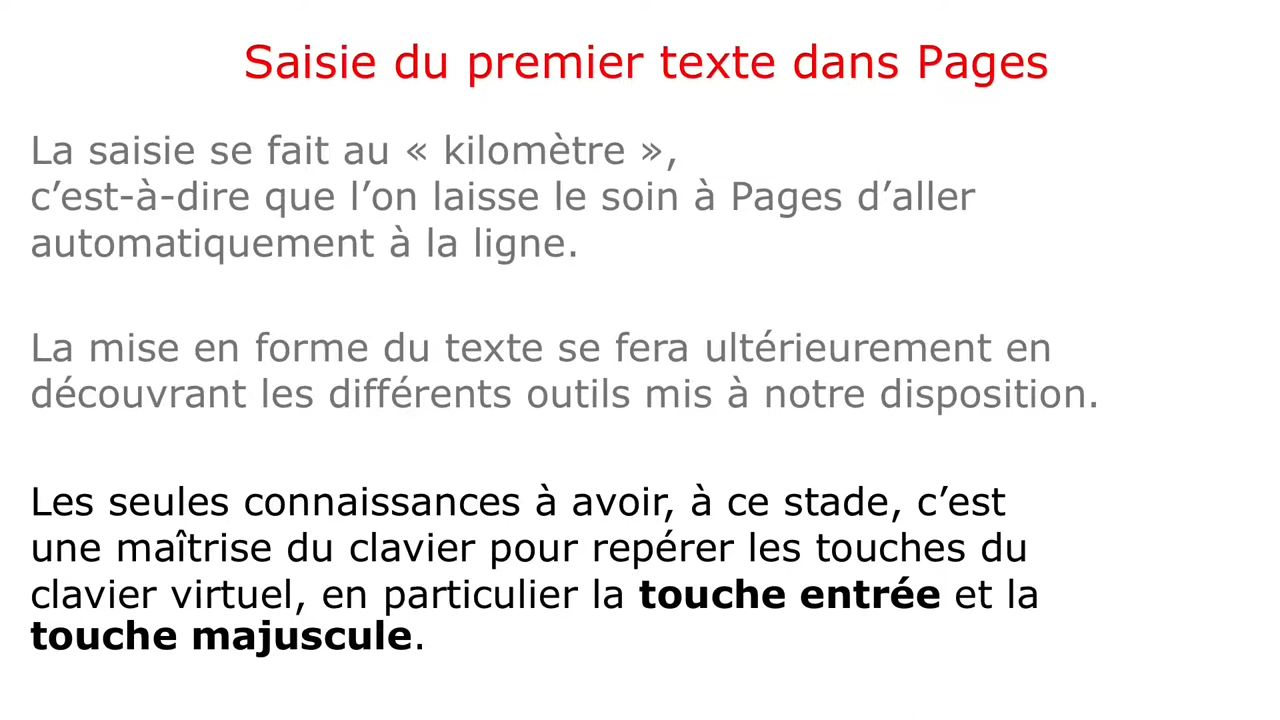 Saisie du premier texte dans Pages
La saisie se fait au « kilomètre »,
c’est-à-dire que l’on laisse le soin à Pages d’aller
automatiquement à la ligne.
La mise en forme du texte se fera ultérieurement en
découvrant les différents outils mis à notre disposition.
Les seules connaissances à avoir, à ce stade, c’est
une maîtrise du clavier pour repérer les touches du
clavier virtuel, en particulier la touche entrée et la
touche majuscule.